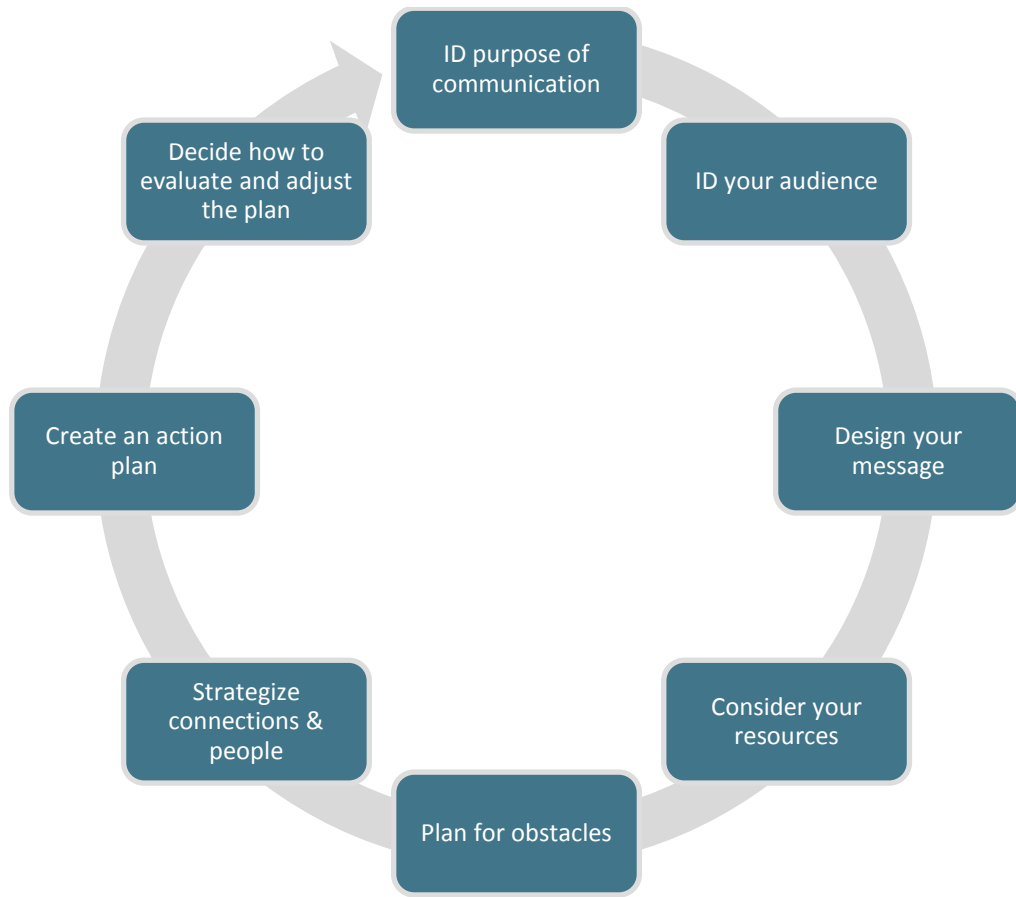 ID purpose of
communication
ID your audience
Design your
message
Consider your
resources
Plan for obstacles
Strategize
connections &
people
Create an action
plan
Decide how to
evaluate and adjust
the plan